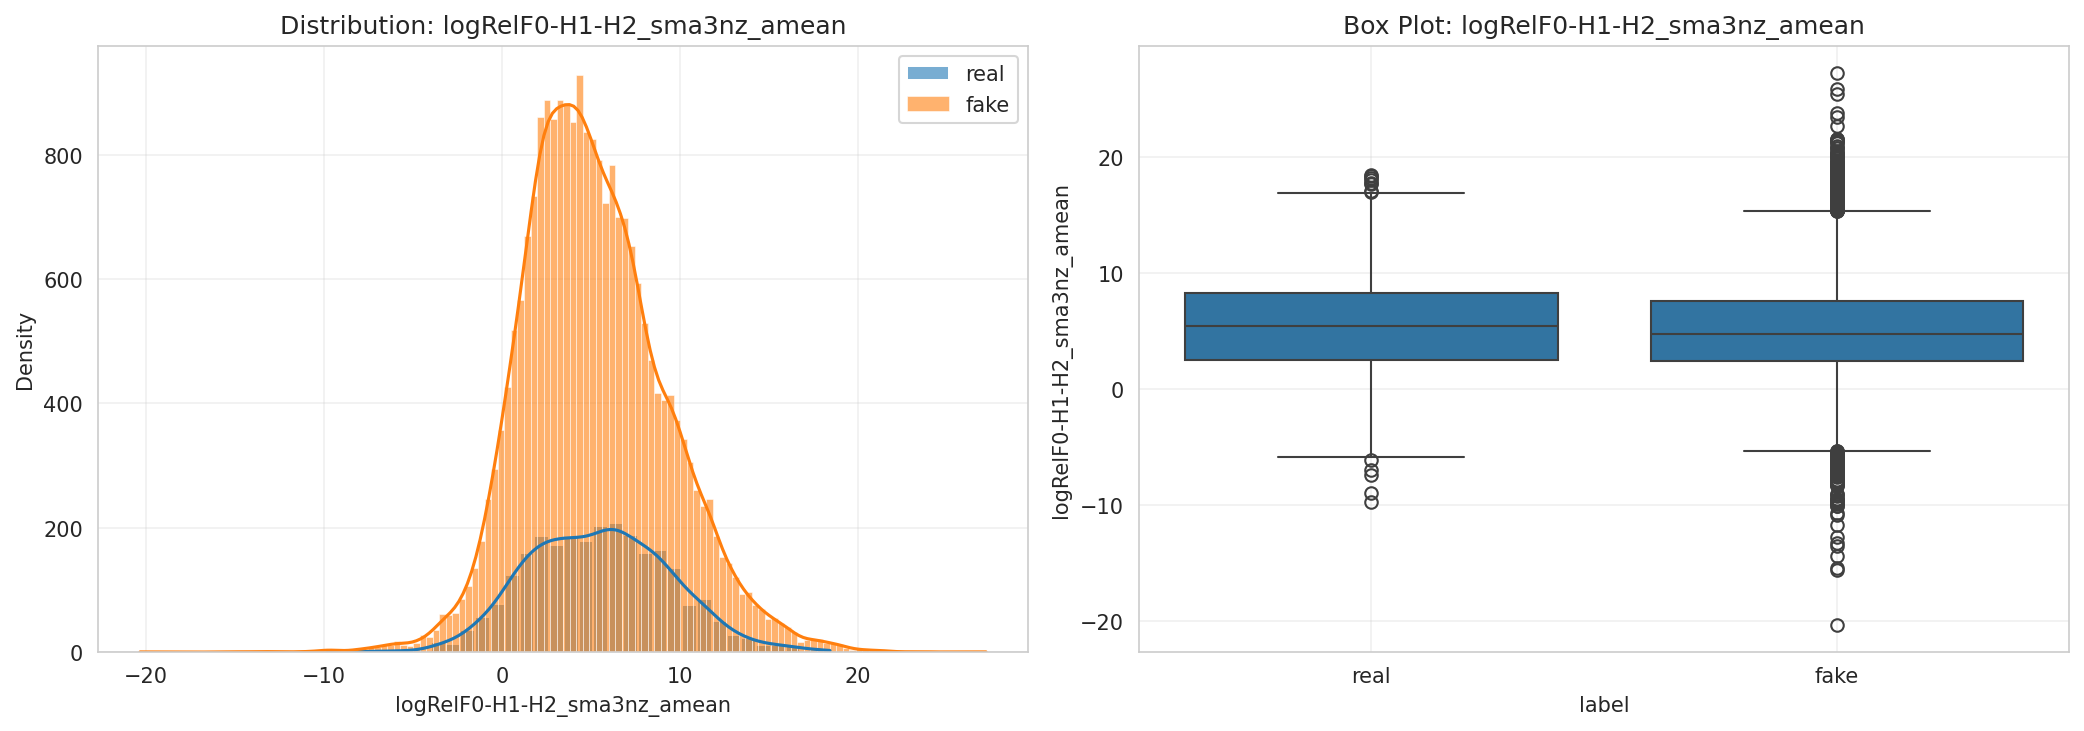 Distribution: logRelF0-H1-H2_sma3nz_amean
real
fake
Density
800
600
400
200
0
−20
−10
0
10
20
logRelF0-H1-H2_sma3nz_amean
Box Plot: logRelF0-H1-H2_sma3nz_amean
logRelF0-H1-H2_sma3nz_amean
20
10
0
−10
−20
real
fake
label